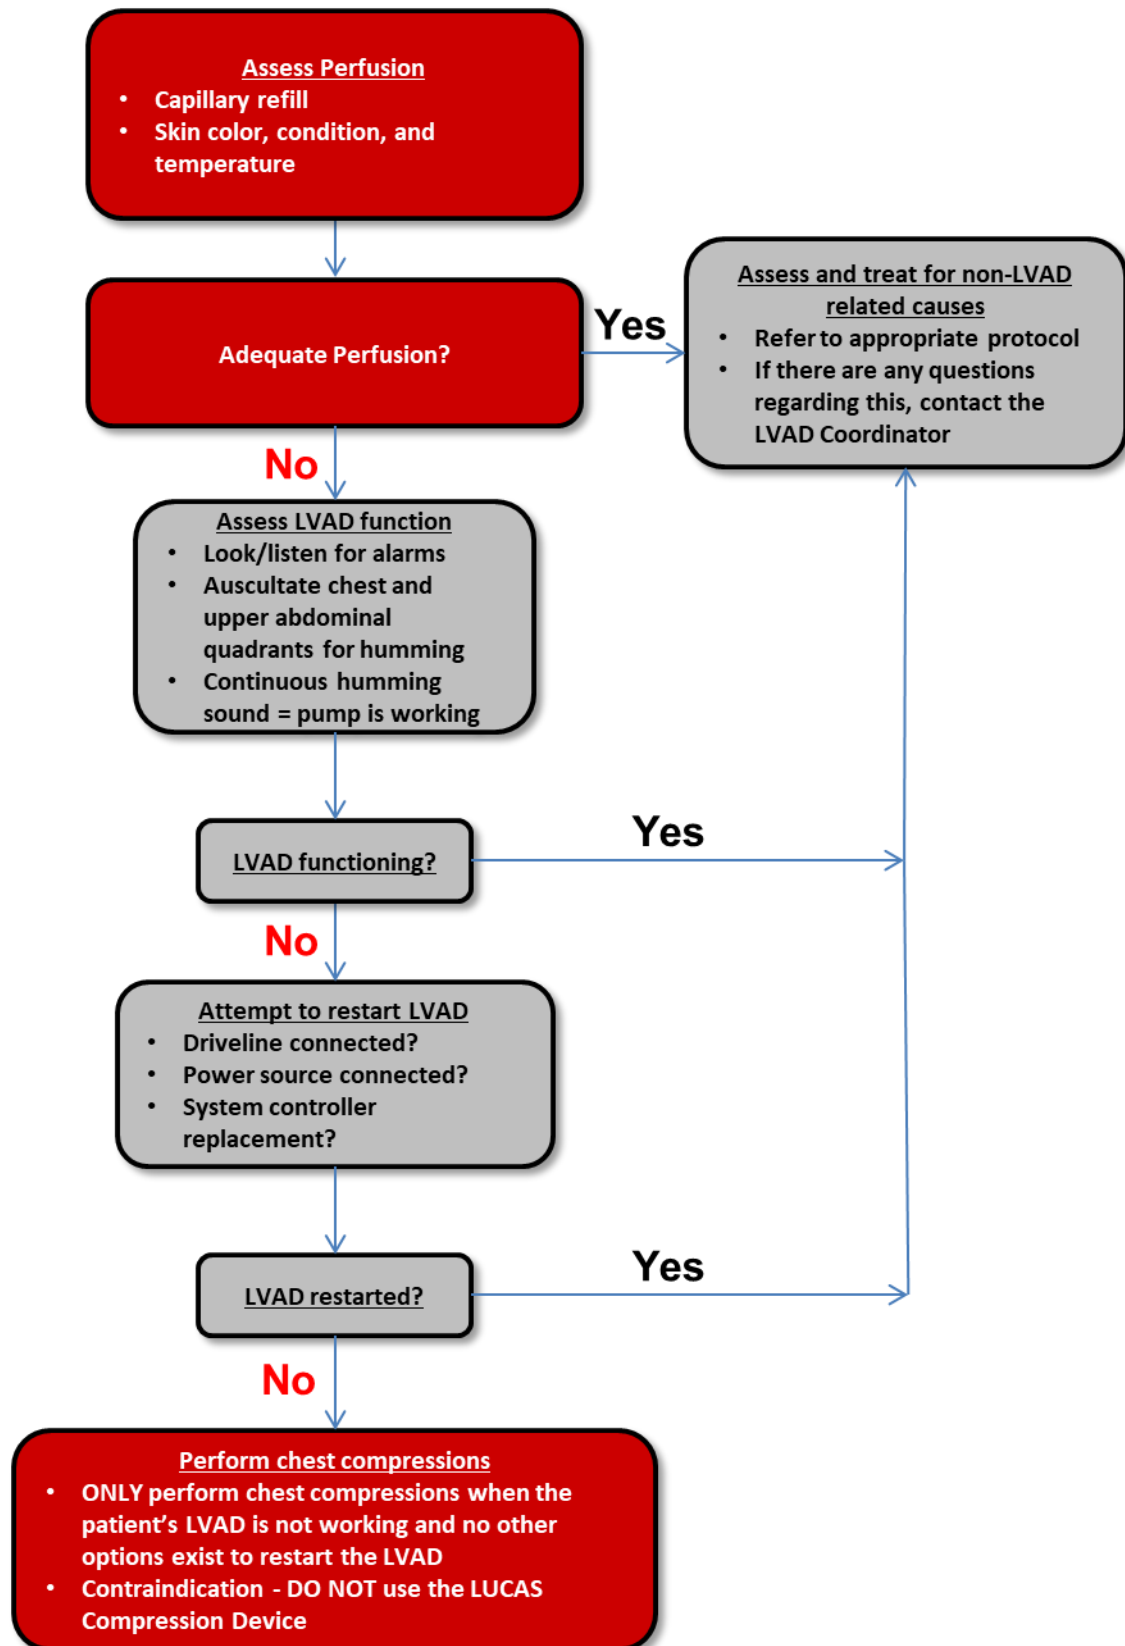 Assess Perfusion
• Capillary refill
• Skin color, condition, and
temperature
Adequate Perfusion?
Yes
Assess and treat for non-LVAD
related causes
• Refer to appropriate protocol
• If there are any questions
regarding this, contact the
LVAD Coordinator
No
Assess LVAD function
• Look/listen for alarms
• Auscultate chest and
upper abdominal
quadrants for humming
• Continuous humming
sound = pump is working
LVAD functioning?
Yes
No
Attempt to restart LVAD
• Driveline connected?
• Power source connected?
• System controller
replacement?
LVAD restarted?
Yes
No
Perform chest compressions
• ONLY perform chest compressions when the
patient's LVAD is not working and no other
options exist to restart the LVAD
• Contraindication - DO NOT use the LUCAS
Compression Device